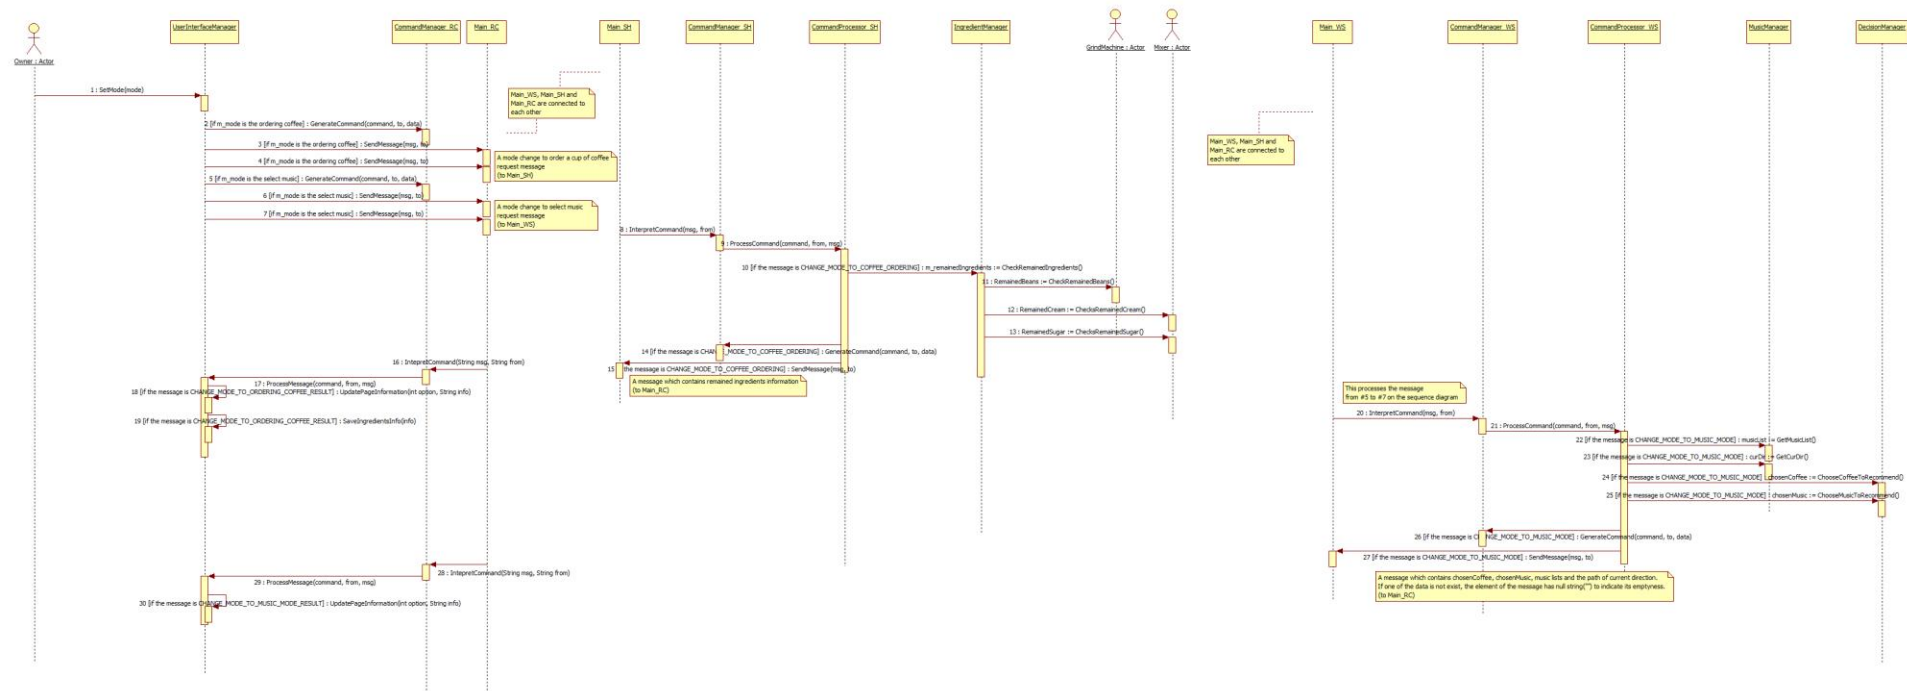 Owner : Actor
UserInterfaceManager
CommandManager_RC
Main_RC
Main_SH
CommandManager_SH
CommandProcessor_SH
IngredientManager
GrindMachine : Actor
Mixer : Actor
Main_WS
CommandManager_WS
CommandProcessor_WS
MusicManager
DecisionManager
1 : SetMode(mode)
Main_WS, Main_SH and
Main_RC are connected to
each other
Main_WS, Main_SH and
Main_RC are connected to
each other
2 [if m_mode is the ordering coffee] : GenerateCommand(command, to, data)
3 [if m_mode is the ordering coffee] : SendMessage(msg, to)
4 [if m_mode is the ordering coffee] : SendMessage(msg, to)
A mode change to order a cup of coffee
request message
(to Main_SH)
5 [if m_mode is the select music] : GenerateCommand(command, to, data)
6 [if m_mode is the select music] : SendMessage(msg, to)
7 [if m_mode is the select music] : SendMessage(msg, to)
A mode change to select music
request message
(to Main_WS)
8 : InterpretCommand(msg, from)
9 : ProcessCommand(command, from, msg)
10 [if the message is CHANGE_MODE_TO_COFFEE_ORDERING] : m_remainedIngredients := CheckRemainedIngredients()
11 : RemainedBeans := CheckRemainedBeans()
12 : RemainedCream := ChecksRemainedCream()
13 : RemainedSugar := ChecksRemainedSugar()
14 [if the message is CHANGE_MODE_TO_COFFEE_ORDERING] : GenerateCommand(command, to, data)
15 the message is CHANGE_MODE_TO_COFFEE_ORDERING] : SendMessage(msg, to)
A message which contains remained ingredients information
(to Main_RC)
16 : IntepretCommand(String msg, String from)
17 : ProcessMessage(command, from, msg)
18 [if the message is CHANGE_MODE_TO_ORDERING_COFFEE_RESULT] : UpdatePageInformation(int option, String info)
19 [if the message is CHANGE_MODE_TO_ORDERING_COFFEE_RESULT] : SaveIngredientsInfo(info)
This processes the message
from #5 to #7 on the sequence diagram
20 : InterpretCommand(msg, from)
21 : ProcessCommand(command, from, msg)
22 [if the message is CHANGE_MODE_TO_MUSIC_MODE] : musicList := GetMusicList()
23 [if the message is CHANGE_MODE_TO_MUSIC_MODE] : curDir := GetCurDir()
24 [if the message is CHANGE_MODE_TO_MUSIC_MODE] : chosenCoffee := ChooseCoffeeToRecommend()
25 [if the message is CHANGE_MODE_TO_MUSIC_MODE] : chosenMusic := ChooseMusicToRecommend()
26 [if the message is CHANGE_MODE_TO_MUSIC_MODE] : GenerateCommand(command, to, data)
27 [if the message is CHANGE_MODE_TO_MUSIC_MODE] : SendMessage(msg, to)
A message which contains chosenCoffee, chosenMusic, music lists and the path of current direction.
If one of the data is not exist, the element of the message has null string("") to indicate its emptyness.
(to Main_RC)
28 : IntepretCommand(String msg, String from)
29 : ProcessMessage(command, from, msg)
30 [if the message is CHANGE_MODE_TO_MUSIC_MODE_RESULT] : UpdatePageInformation(int option, String info)